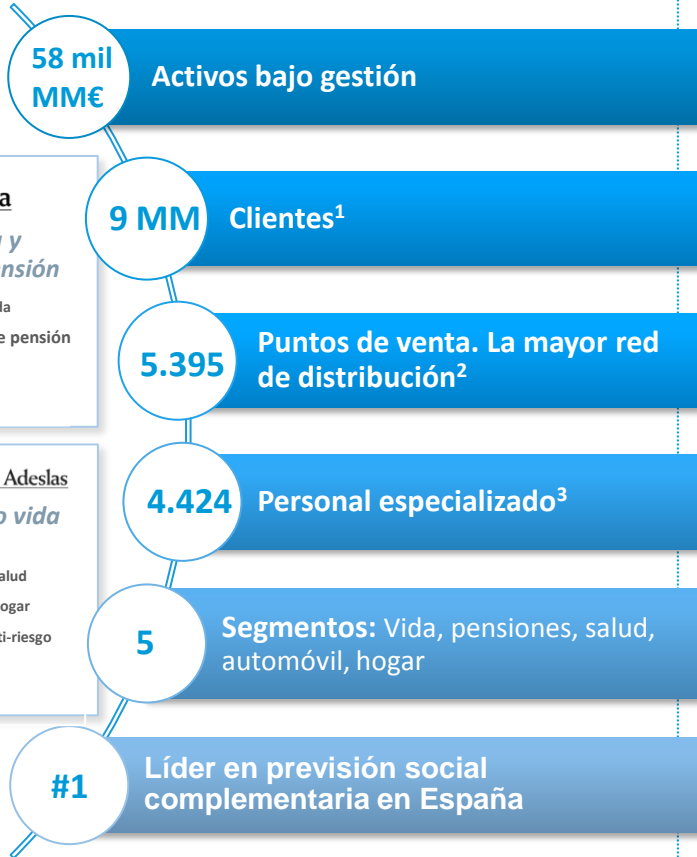 58 mil
MM€
Activos bajo gestión
9 MM
Clientes¹
y
de pensión
5.395
Puntos de venta. La mayor red
de distribución²
Adeslas
vida
4.424
Personal especializado³
5
Segmentos: Vida, pensiones, salud,
automóvil, hogar
#1
Líder en previsión social
complementaria en España